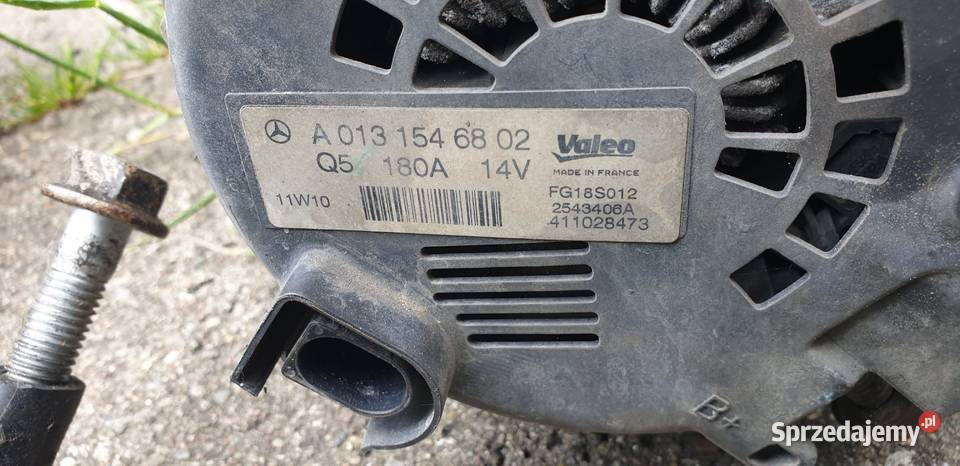 A 013 154 68 02
Q5 180A 14V
11W10
Valeo
MADE IN FRANCE
FG18S012
2543406A
411028473
B+
Sprzedajemy.pl